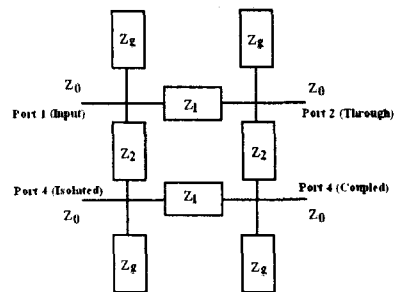 Zg Zg
Z0 Z0
Z1
Port 1 (Input) Port 2 (Through)
Z2 Z2
Port 4 (Isolated) Port 4 (Coupled)
Z1
Z0 Z0
Zg Zg